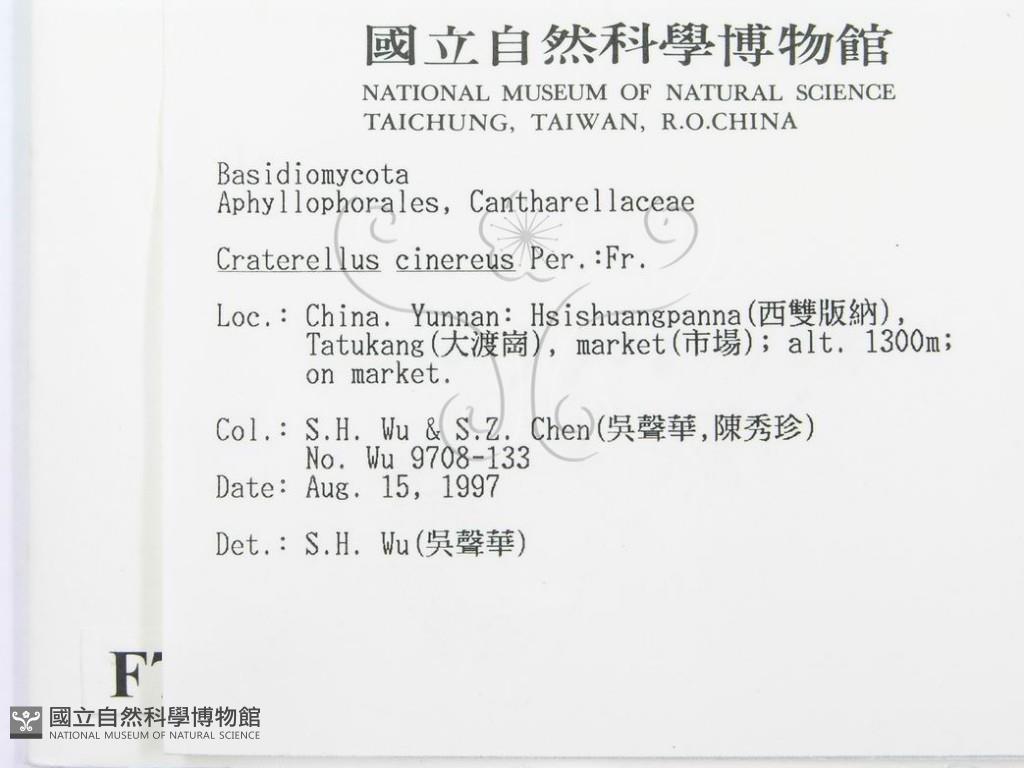 國立自然科學博物館
NATIONAL MUSEUM OF NATURAL SCIENCE
TAICHUNG, TAIWAN, R.O.CHINA
Basidiomycota
Aphyllophorales, Cantharellaceae
Craterellus cinereus Per.:Fr.
Loc.: China. Yunnan: Hsishuangpanna(西雙版納),
Tatukang(大渡崗), market(市場); alt. 1300m;
on market.
Col.: S.H. Wu & S.Z. Chen(吳聲華,陳秀珍)
No. Wu 9708-133
Date: Aug. 15, 1997
Det.: S.H. Wu(吳聲華)
國立自然科學博物館
NATIONAL MUSEUM OF NATURAL SCIENCE